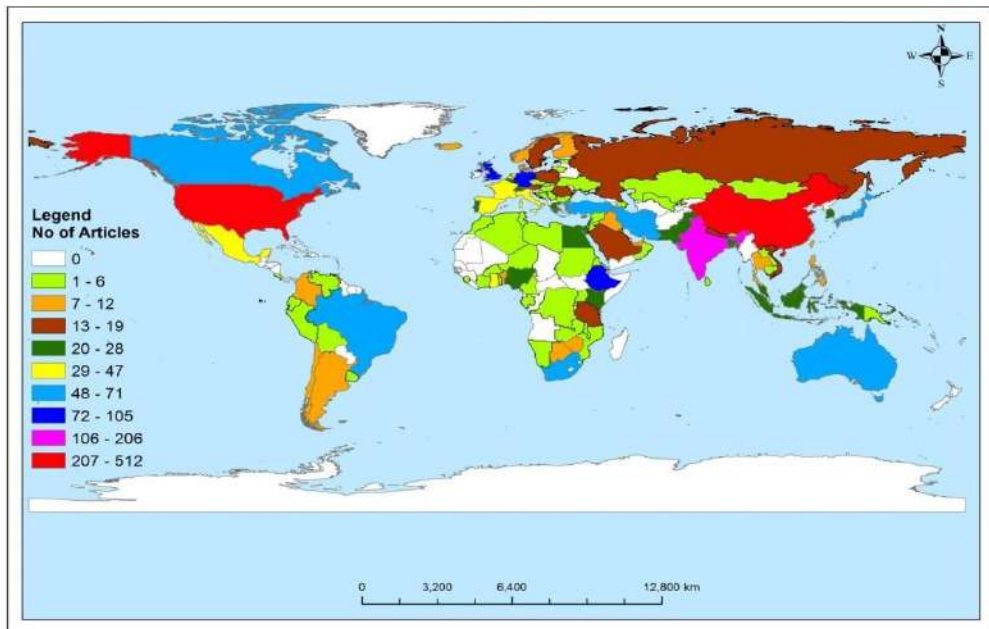 N
W E
S
Legend
No of Articles
0
1 - 6
7 - 12
13 - 19
20 - 28
29 - 47
48 - 71
72 - 105
106 - 206
207 - 512
0 3,200 6,400 12,800 km